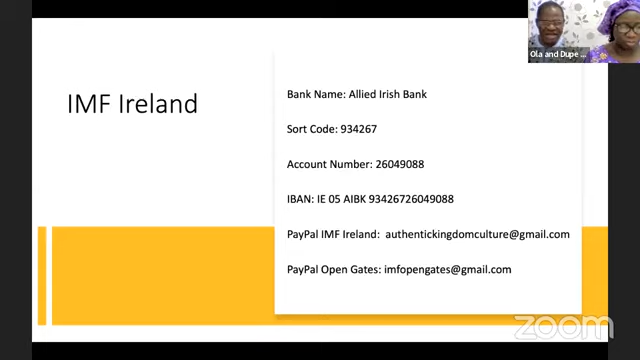 Ola and Dupe ...
IMF Ireland
Bank Name: Allied Irish Bank
Sort Code: 934267
Account Number: 26049088
IBAN: IE 05 AIBK 93426726049088
PayPal IMF Ireland: authentickingdomculture@gmail.com
PayPal Open Gates: imfopengates@gmail.com
zoom